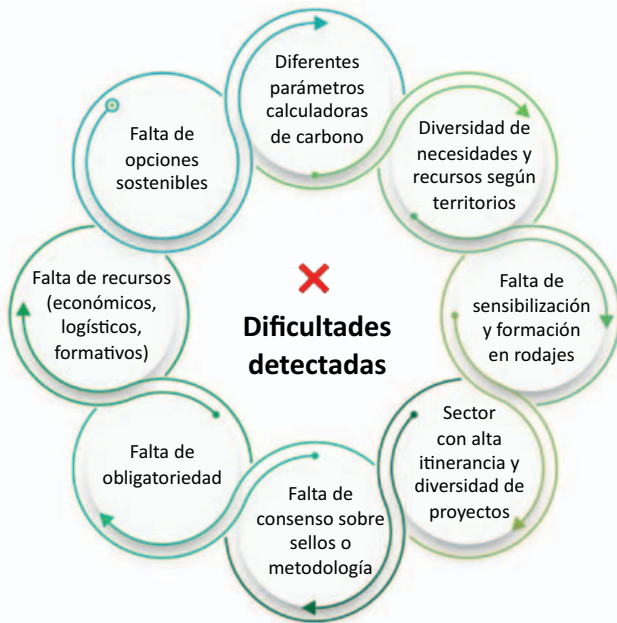 Dificultades
detectadas
Diferentes
parámetros
calculadoras
de carbono
Diversidad de
necesidades y
recursos según
territorios
Falta de
sensibilización
y formación
en rodajes
Sector
con alta
itinerancia y
diversidad de
proyectos
Falta de
consenso sobre
sellos o
metodología
Falta de
obligatoriedad
Falta de recursos
(económicos,
logísticos,
formativos)
Falta de
opciones
sostenibles